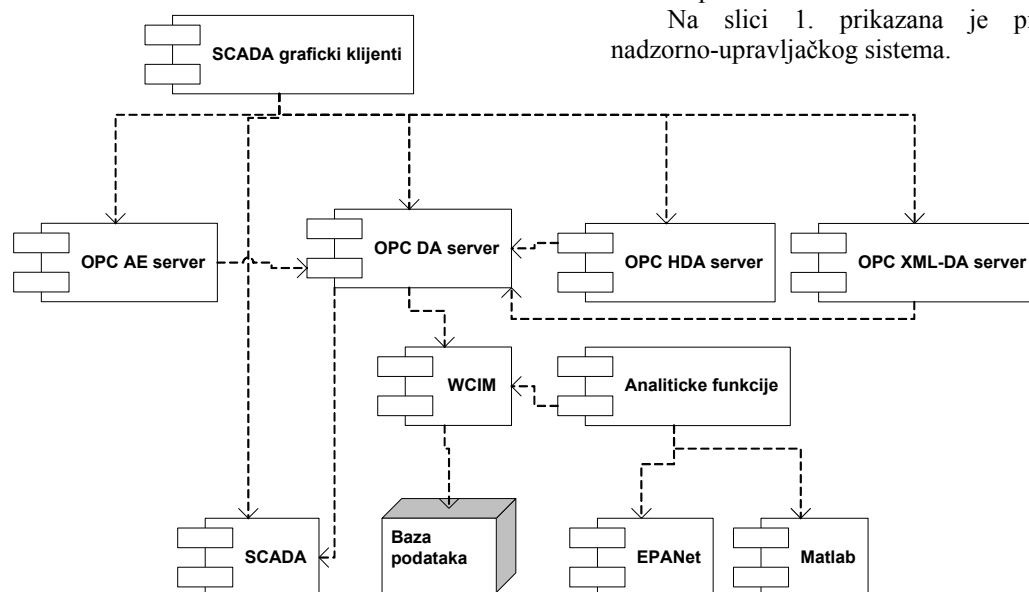 Na slici 1. prikazana je
nadzorno-upravljačkog sistema.
SCADA graficki klijenti
OPC AE server
OPC DA server
OPC HDA server
OPC XML-DA server
WCIM
Analiticke funkcije
SCADA
Baza
podataka
EPANet
Matlab